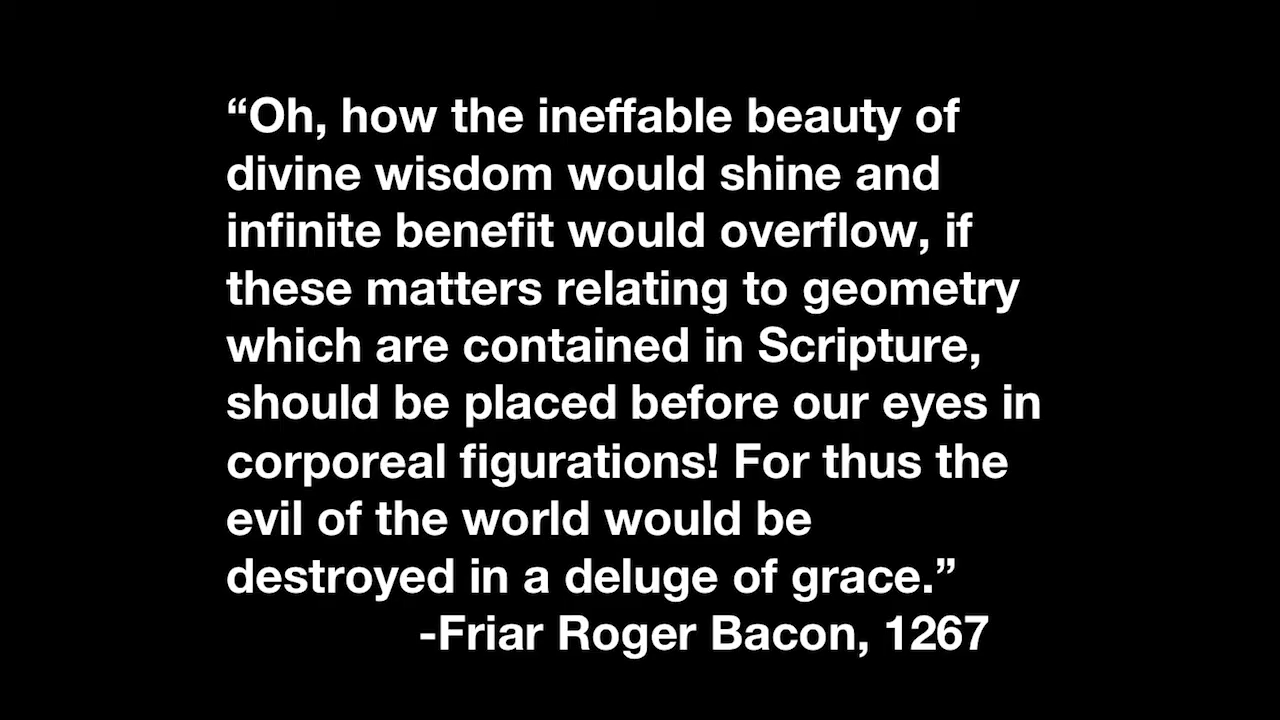 “Oh, how the ineffable beauty of
divine wisdom would shine and
infinite benefit would overflow, if
these matters relating to geometry
which are contained in Scripture,
should be placed before our eyes in
corporeal figurations! For thus the
evil of the world would be
destroyed in a deluge of grace.”
-Friar Roger Bacon, 1267